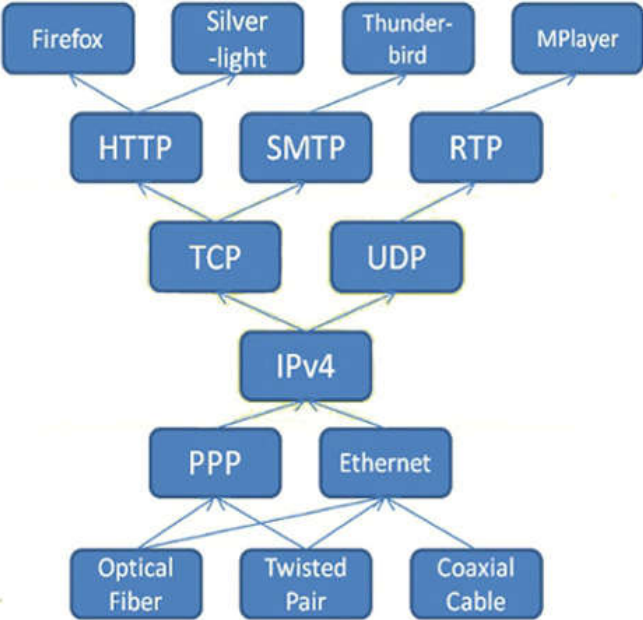 Firefox
Silver
-light
Thunder-
bird
MPlayer
HTTP
SMTP
RTP
TCP
UDP
IPv4
PPP
Ethernet
Optical
Fiber
Twisted
Pair
Coaxial
Cable